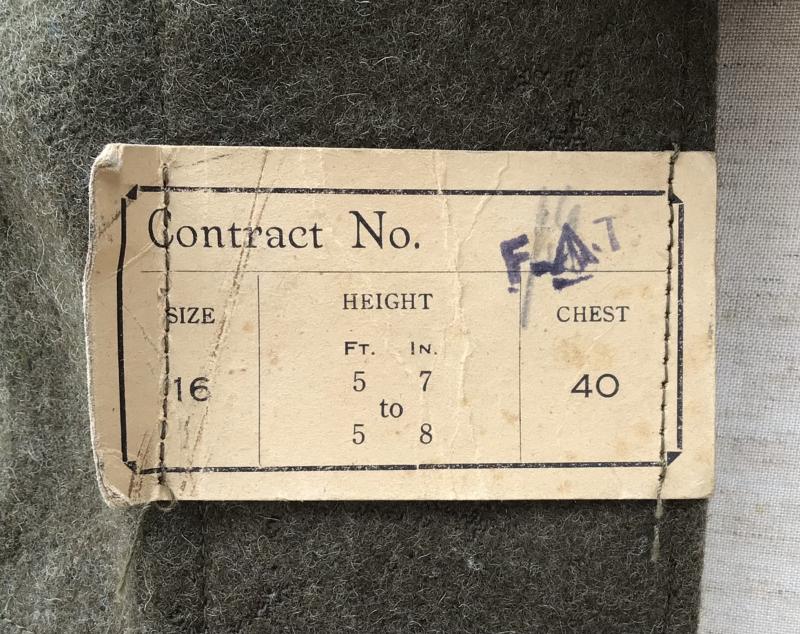 Contract No.
SIZE HEIGHT CHEST
FT. IN.
16 5 7 40
to
5 8